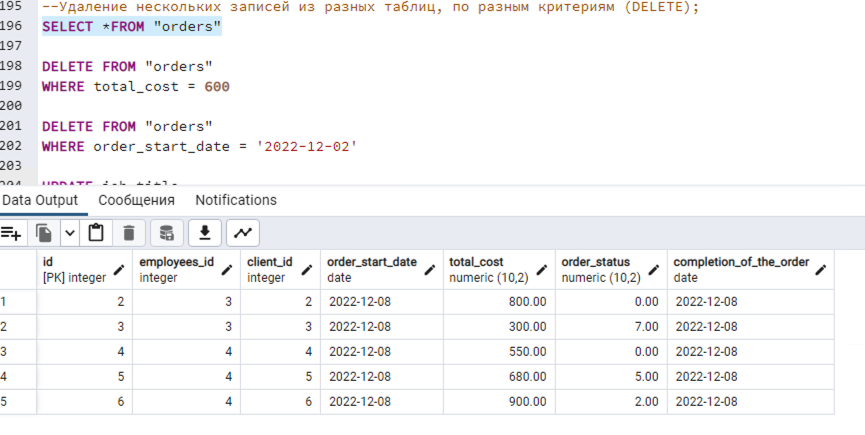 195 --Удаление нескольких записей из разных таблиц, по разным критериям (DELETE);
196 SELECT *FROM "orders"
197
198 DELETE FROM "orders"
199 WHERE total_cost = 600
200
201 DELETE FROM "orders"
202 WHERE order_start_date = '2022-12-02'
203
204 UPDATE job_title
Data Output Сообщения Notifications
id employees_id client_id order_start_date total_cost order_status completion_of_the_order
[PK] integer integer integer date numeric (10,2) numeric (10,2) date
1 2 3 2 2022-12-08 800.00 0.00 2022-12-08
2 3 3 3 2022-12-08 300.00 7.00 2022-12-08
3 4 4 4 2022-12-08 550.00 0.00 2022-12-08
4 5 4 5 2022-12-08 680.00 5.00 2022-12-08
5 6 4 6 2022-12-08 900.00 2.00 2022-12-08